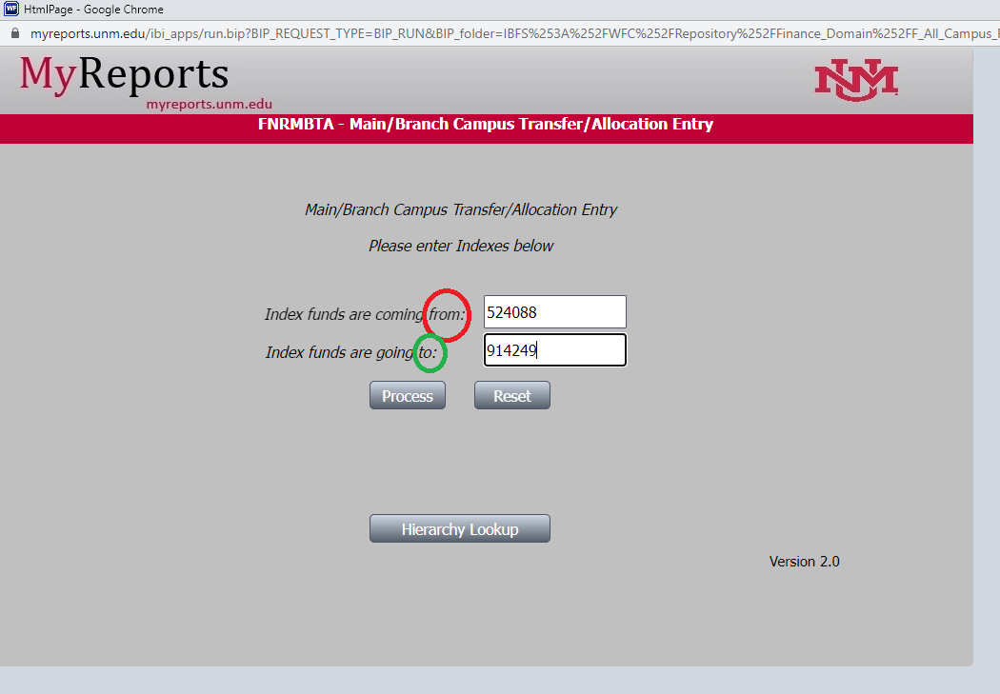 WF HtmlPage - Google Chrome
myreports.unm.edu/ibi_apps/run.bip?BIP_REQUEST_TYPE=BIP_RUN&BIP_folder=IBFS%253A%252FWFC%252FRepository%252FFinance_Domain%252FF_All_Campus_F
MyReports
UNM
myreports.unm.edu
FNRMBTA - Main/Branch Campus Transfer/Allocation Entry
Main/Branch Campus Transfer/Allocation Entry
Please enter Indexes below
Index funds are coming from: 524088
Index funds are going to: 914249
Process Reset
Hierarchy Lookup
Version 2.0